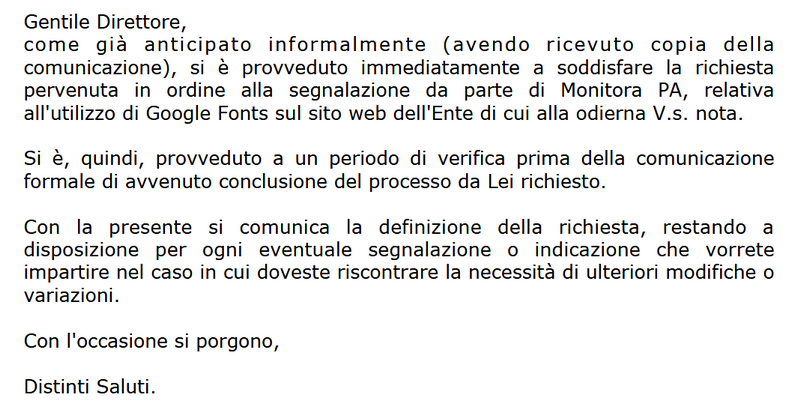 Gentile Direttore,
come già anticipato informalmente (avendo ricevuto copia della
comunicazione), si è provveduto immediatamente a soddisfare la richiesta
pervenuta in ordine alla segnalazione da parte di Monitora PA, relativa
all'utilizzo di Google Fonts sul sito web dell'Ente di cui alla odierna V.s. nota.
Si è, quindi, provveduto a un periodo di verifica prima della comunicazione
formale di avvenuto conclusione del processo da Lei richiesto.
Con la presente si comunica la definizione della richiesta, restando a
disposizione per ogni eventuale segnalazione o indicazione che vorrete
impartire nel caso in cui doveste riscontrare la necessità di ulteriori modifiche o
variazioni.
Con l'occasione si porgono,
Distinti Saluti.